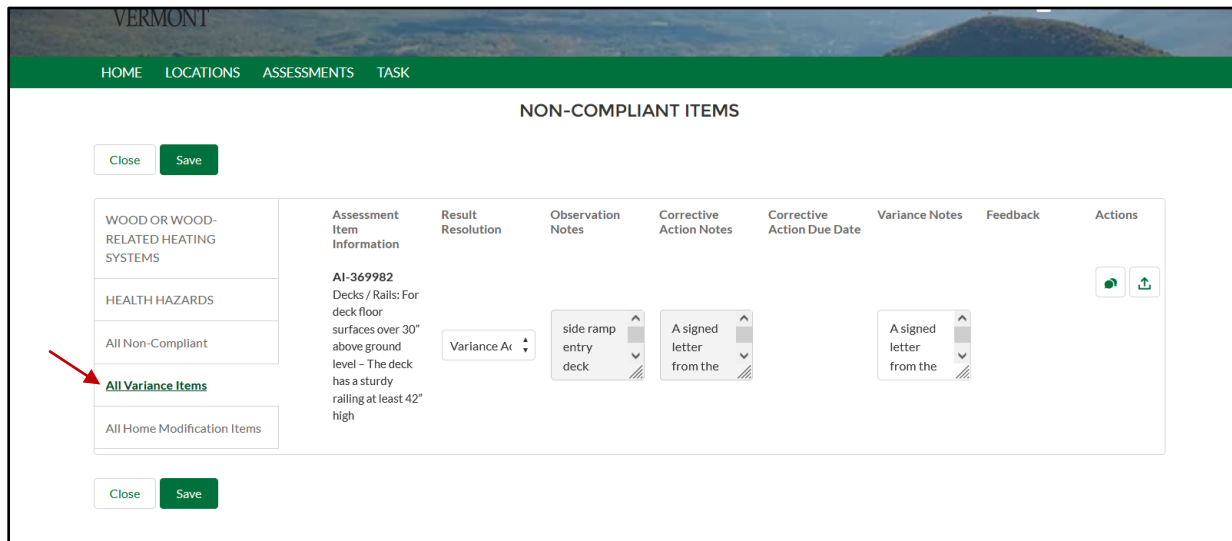 VERMONT
HOME LOCATIONS ASSESSMENTS TASK
NON-COMPLIANT ITEMS
Close Save
WOOD OR WOOD-
RELATED HEATING
SYSTEMS
HEALTH HAZARDS
All Non-Compliant
All Variance Items
All Home Modification Items
Assessment
Item
Information
Result
Resolution
Observation
Notes
Corrective
Action Notes
Corrective
Action Due Date
Variance Notes
Feedback
Actions
AI-369982
Decks / Rails: For
deck floor
surfaces over 30”
above ground
level – The deck
has a sturdy
railing at least 42”
high
Variance Ac
side ramp
entry
deck
A signed
letter
from the
A signed
letter
from the
Close Save